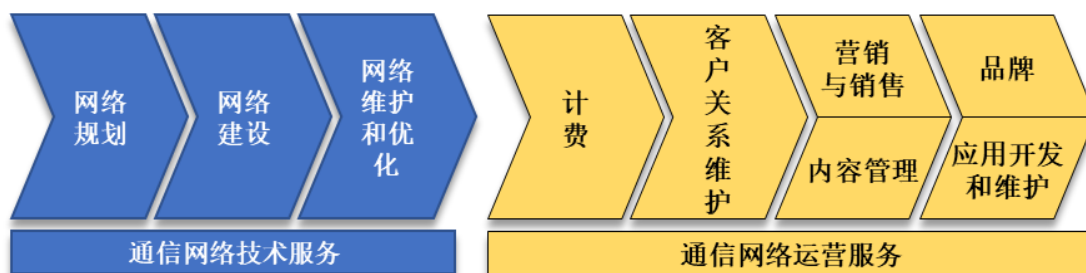 网络
规划
网络
建设
网络
维护
和优
化
计
费
客
户
关
系
维
护
营销
与销售
内容管理
品牌
应用开发
和维护
通信网络技术服务
通信网络运营服务